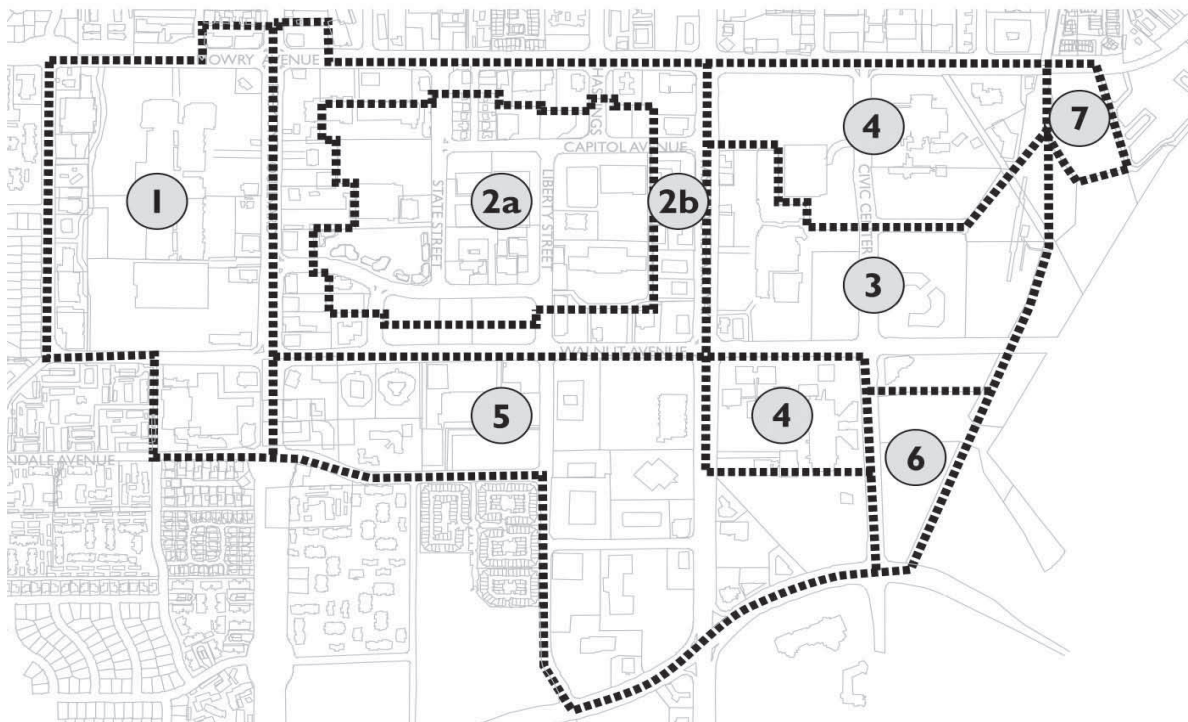 OWRY AVENUE
HASTINGS
7
4
CAPITOL AVENUE
1
STATE STREET
2a
LIBERTY STREET
2b
CIVIC CENTER
3
WALNUT AVENUE
5
4
6
NDALE AVENUE